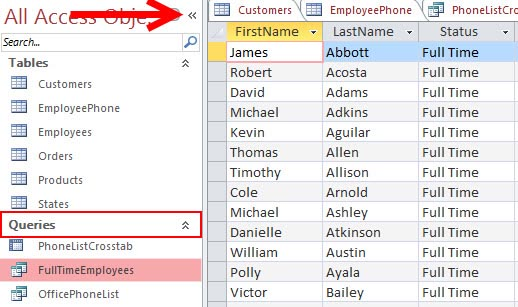 All Access Obje
Search...
Tables
Customers
EmployeePhone
Employees
Orders
Products
States
Queries
PhoneListCrosstab
FullTimeEmployees
OfficePhoneList
Customers EmployeePhone PhoneListCros
FirstName LastName Status
James Abbott Full Time
Robert Acosta Full Time
David Adams Full Time
Michael Adkins Full Time
Kevin Aguilar Full Time
Thomas Allen Full Time
Timothy Allison Full Time
Cole Arnold Full Time
Michael Ashley Full Time
Danielle Atkinson Full Time
William Austin Full Time
Polly Ayala Full Time
Victor Bailey Full Time